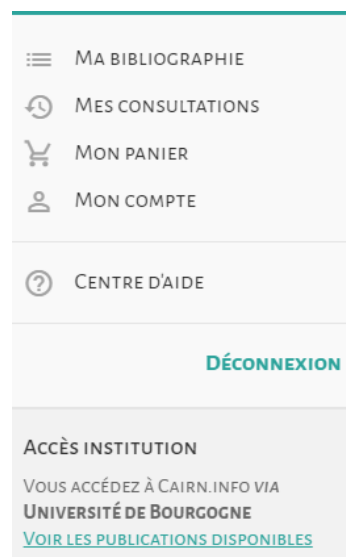 Ma bibliographie
Mes consultations
Mon panier
Mon compte
Centre d'aide
Déconnexion
Accès institution
Vous accédez à Cairn.info via
Université de Bourgogne
Voir les publications disponibles